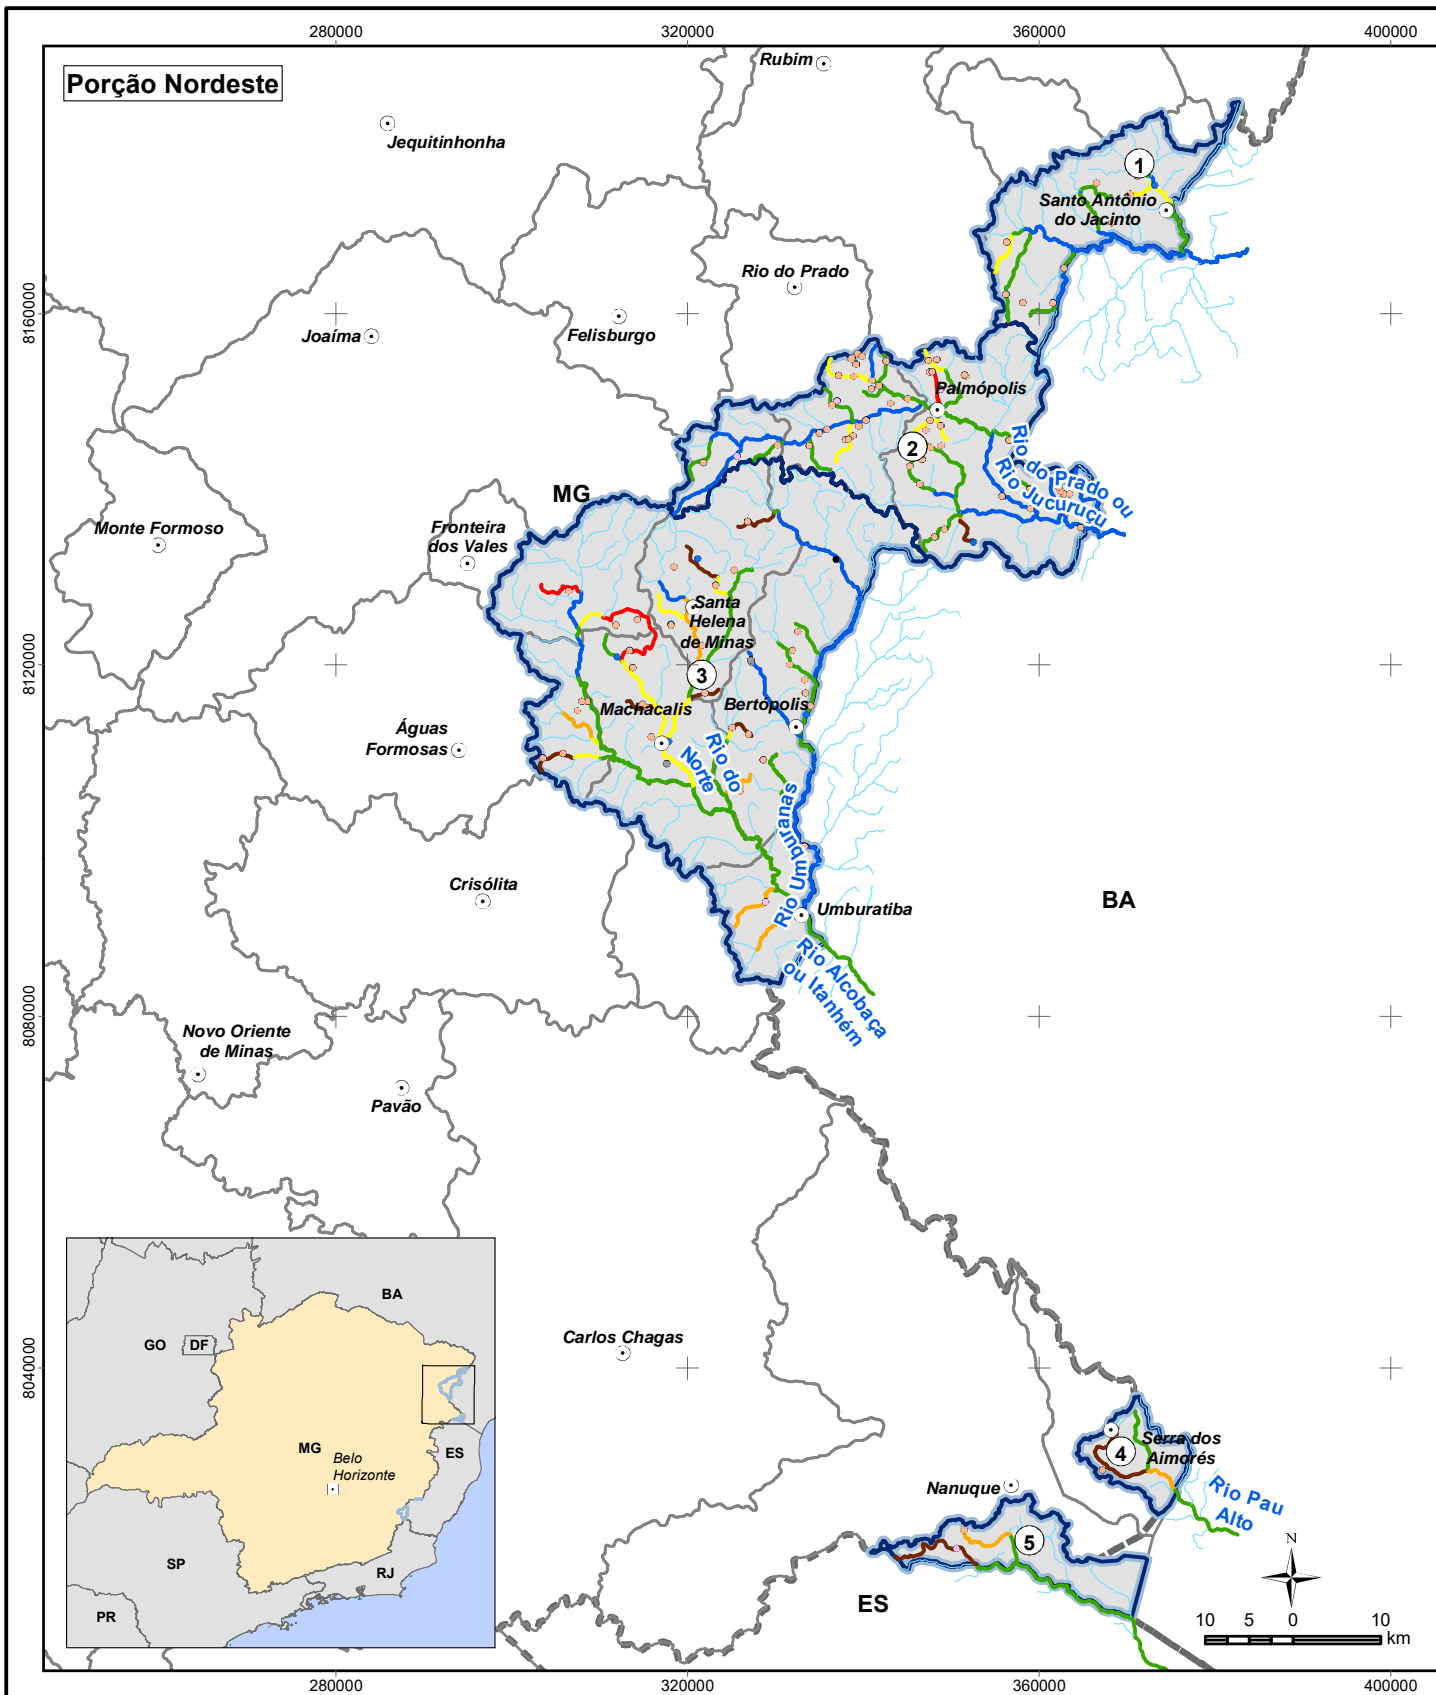 280000
320000
360000
400000
Porção Nordeste
Rubim
Jequitinhonha
1
Santo Antônio
do Jacinto
Rio do Prado
8160000
Joaíma
Felisburgo
Palmópolis
2
Rio do Prado ou
Rio Jucuruçu
MG
Monte Formoso
Fronteira
dos Vales
Santa
Helena
de Minas
8120000
3
Machacalis
Bertópolis
Águas
Formosas
Rio do
Norte
Rio Umburanas
Crisólita
BA
Umburatiba
Rio Alcobaça
ou Itanhém
8080000
Novo Oriente
de Minas
Pavão
BA
GO
DF
MG
Belo
Horizonte
ES
SP
RJ
PR
Carlos Chagas
8040000
4
Serra dos
Aimorés
Nanuque
Rio Pau
Alto
5
N
ES
10
5
0
10
km
280000
320000
360000
400000